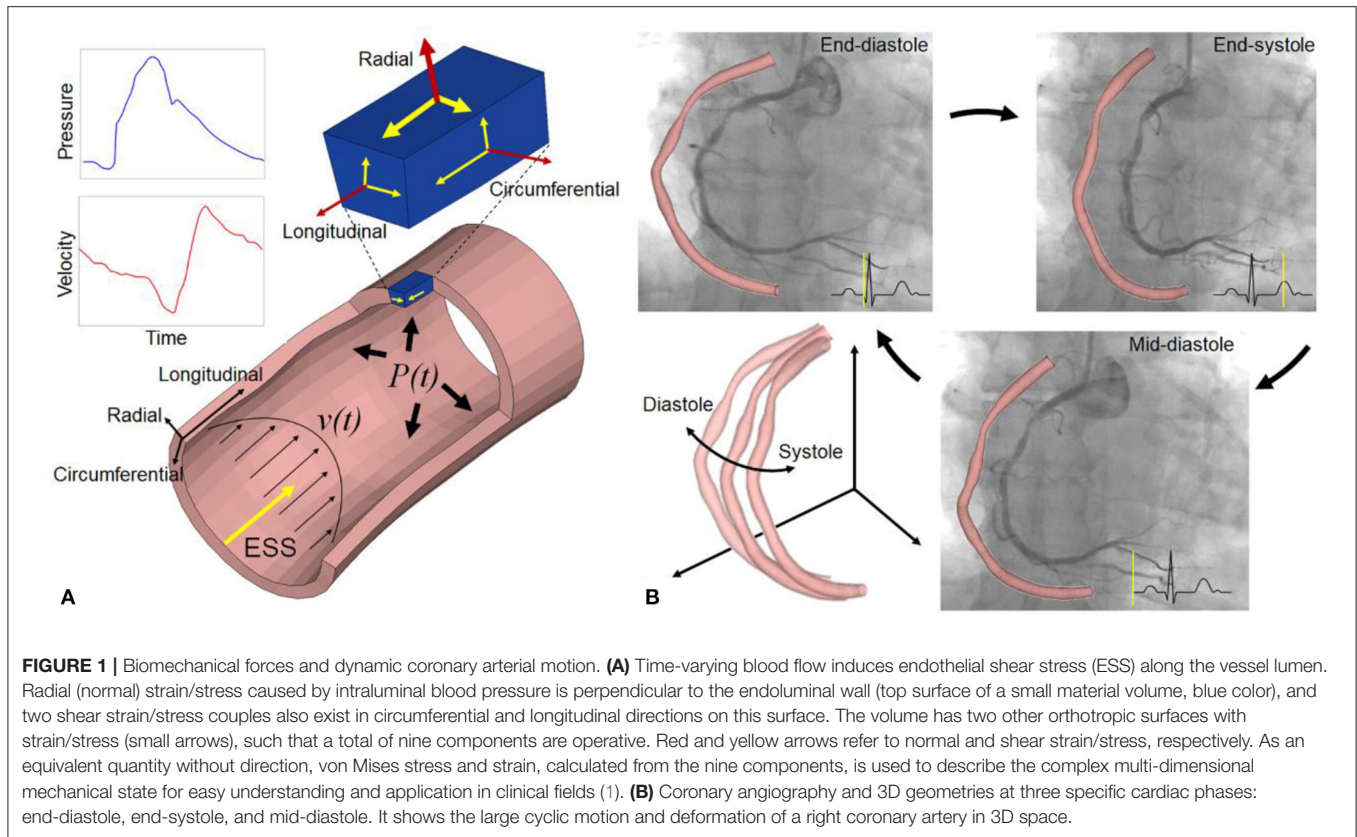 Pressure
Velocity
Time
Radial
Circumferential
Longitudinal
Longitudinal
Radial
Circumferential
v(t)
P(t)
ESS
A
End-diastole
End-systole
Mid-diastole
Diastole
Systole
B
FIGURE 1 | Biomechanical forces and dynamic coronary arterial motion. (A) Time-varying blood flow induces endothelial shear stress (ESS) along the vessel lumen.
Radial (normal) strain/stress caused by intraluminal blood pressure is perpendicular to the endoluminal wall (top surface of a small material volume, blue color), and
two shear strain/stress couples also exist in circumferential and longitudinal directions on this surface. The volume has two other orthotropic surfaces with
strain/stress (small arrows), such that a total of nine components are operative. Red and yellow arrows refer to normal and shear strain/stress, respectively. As an
equivalent quantity without direction, von Mises stress and strain, calculated from the nine components, is used to describe the complex multi-dimensional
mechanical state for easy understanding and application in clinical fields (1). (B) Coronary angiography and 3D geometries at three specific cardiac phases:
end-diastole, end-systole, and mid-diastole. It shows the large cyclic motion and deformation of a right coronary artery in 3D space.